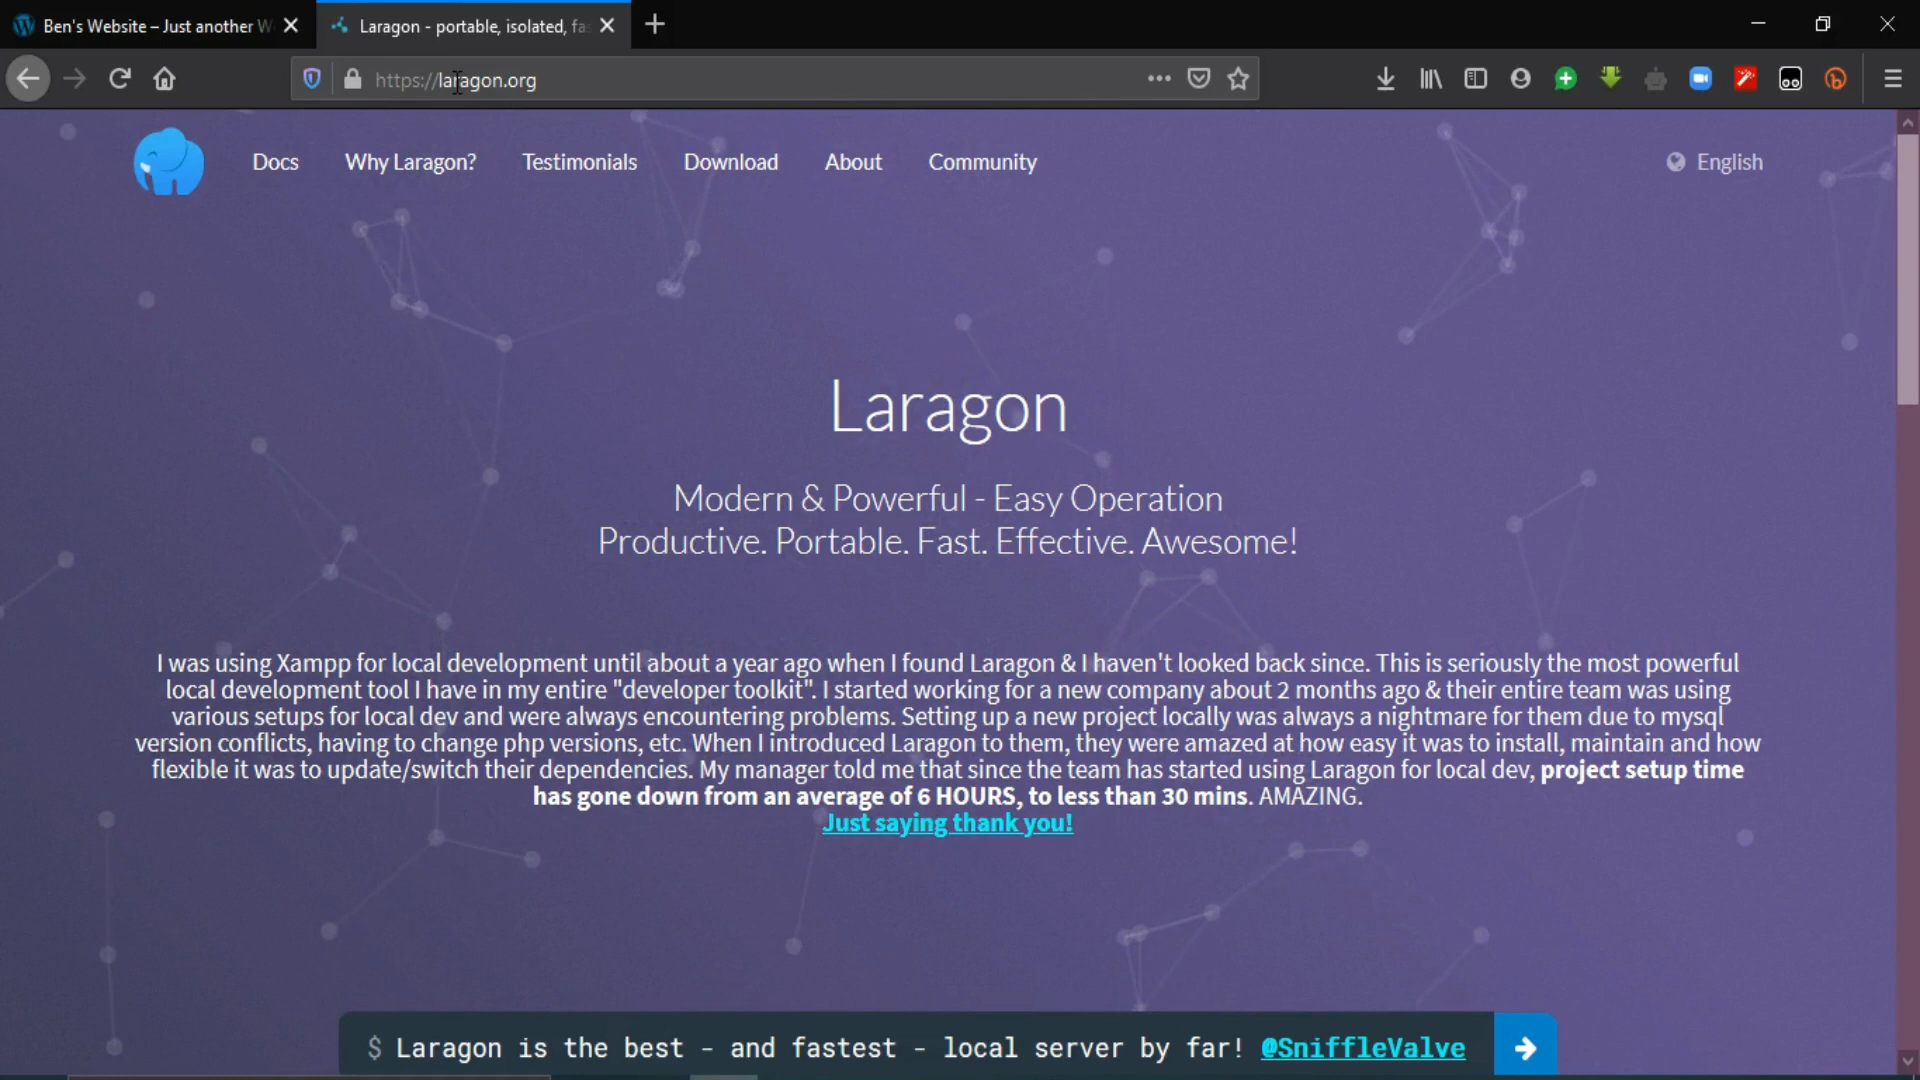 Ben's Website – Just another W
Laragon - portable, isolated, fas
https://laragon.org
Docs
Why Laragon?
Testimonials
Download
About
Community
English
Laragon
Modern & Powerful - Easy Operation
Productive. Portable. Fast. Effective. Awesome!
I was using Xampp for local development until about a year ago when I found Laragon & I haven't looked back since. This is seriously the most powerful
local development tool I have in my entire "developer toolkit". I started working for a new company about 2 months ago & their entire team was using
various setups for local dev and were always encountering problems. Setting up a new project locally was always a nightmare for them due to mysql
version conflicts, having to change php versions, etc. When I introduced Laragon to them, they were amazed at how easy it was to install, maintain and how
flexible it was to update/switch their dependencies. My manager told me that since the team has started using Laragon for local dev, project setup time
has gone down from an average of 6 HOURS, to less than 30 mins. AMAZING.
Just saying thank you!
$ Laragon is the best - and fastest - local server by far! @SniffleValve